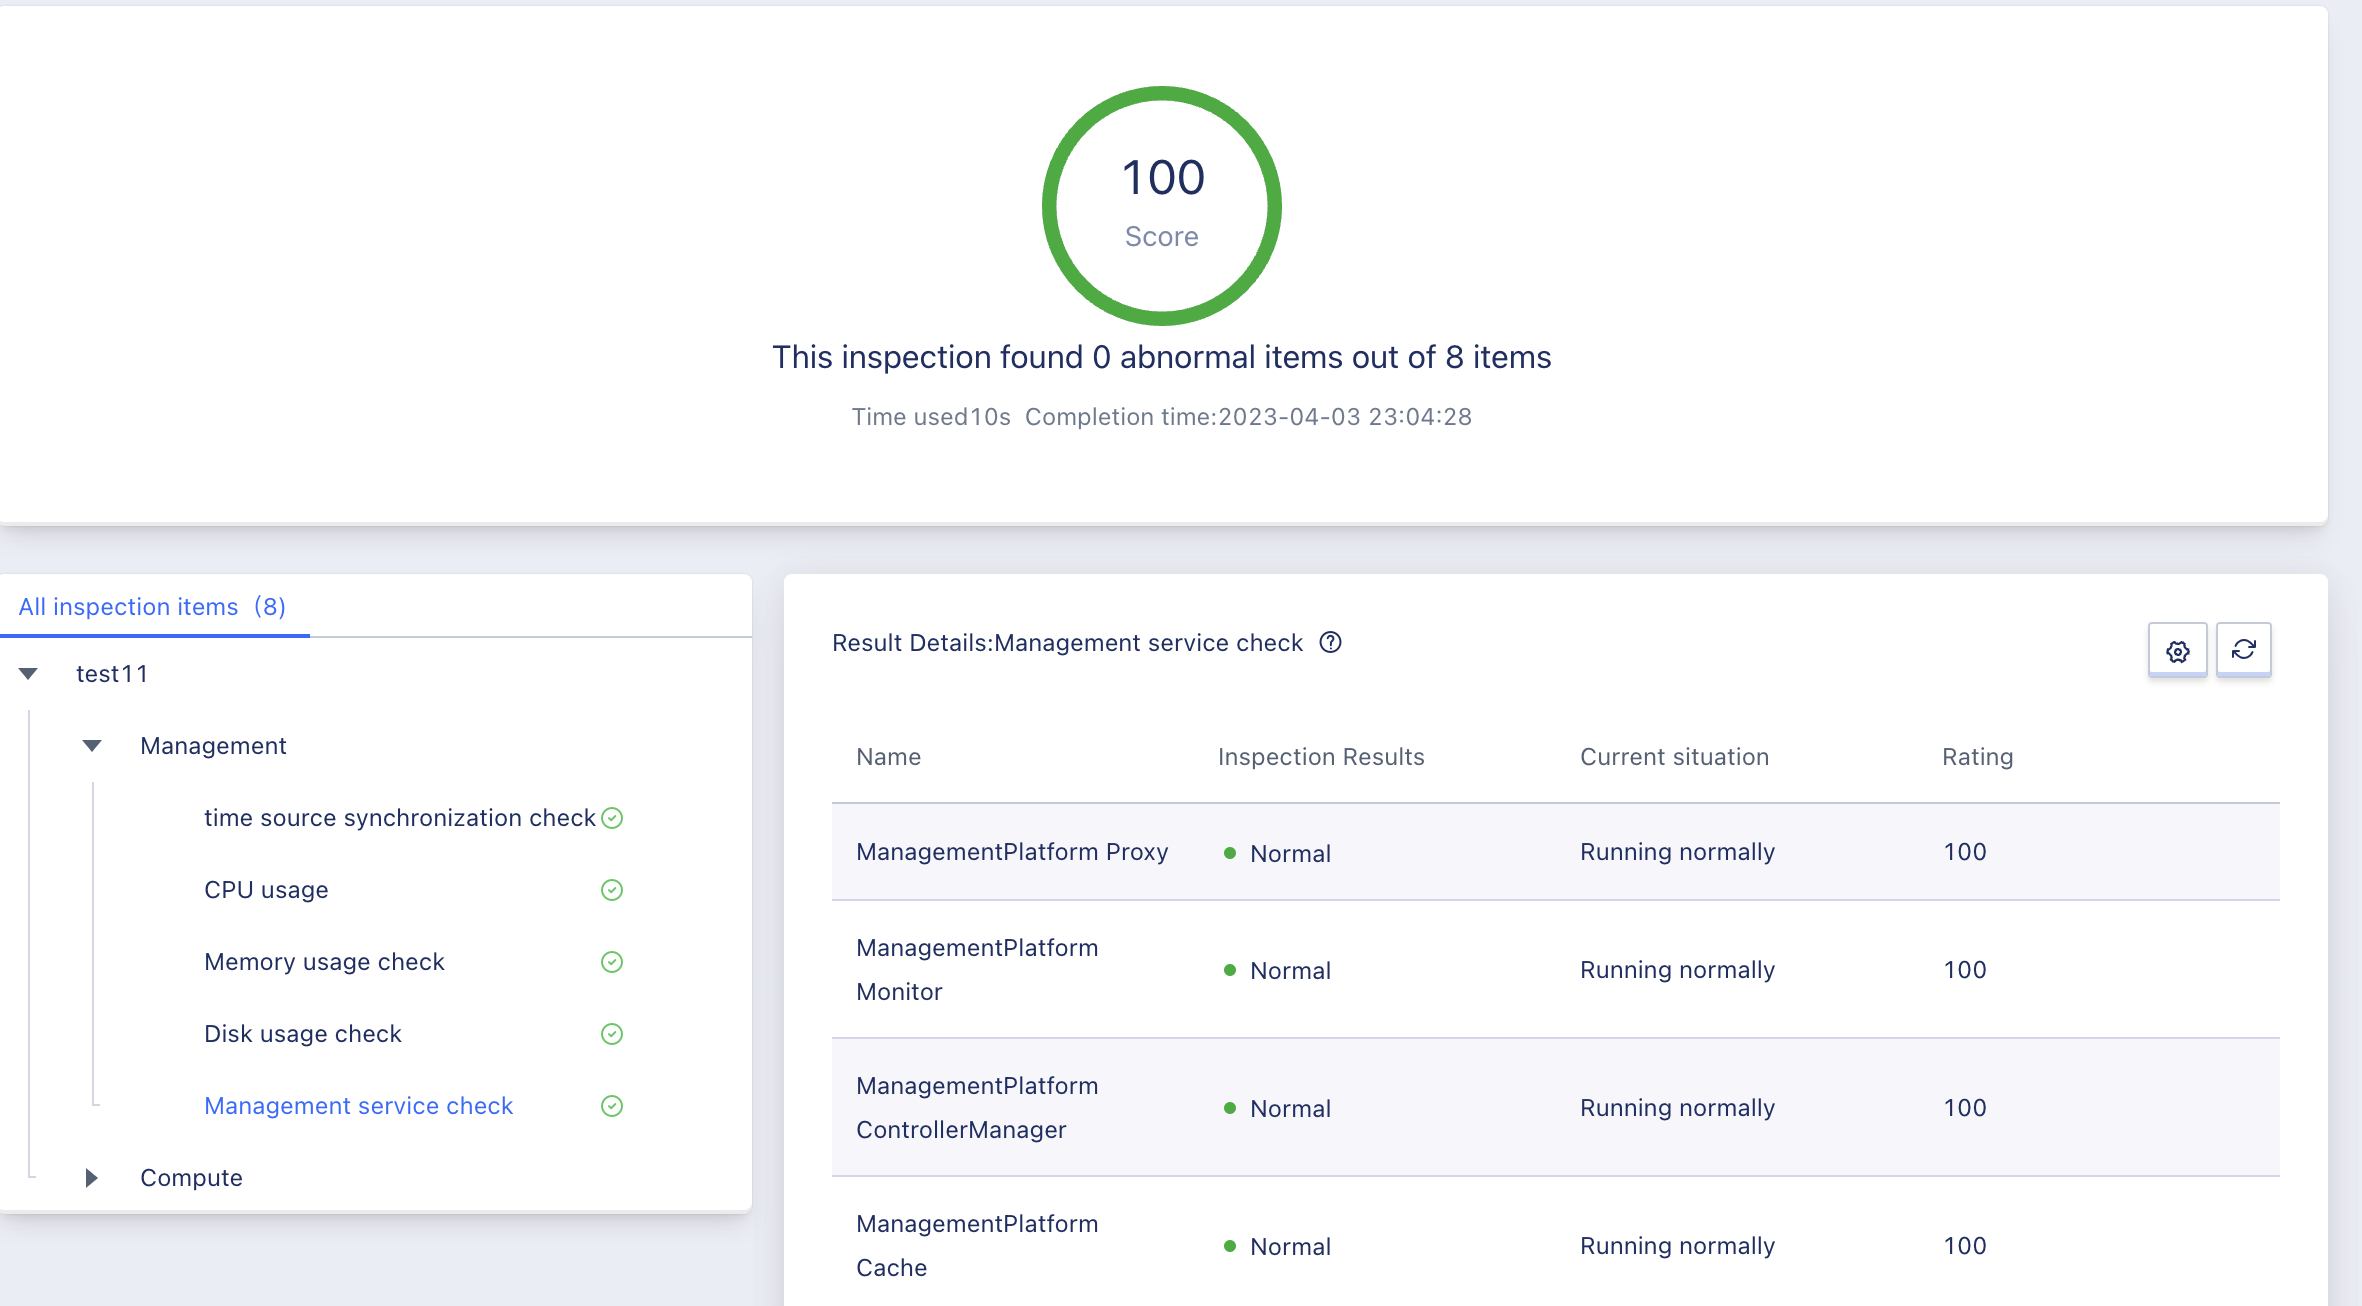 100
Score
This inspection found 0 abnormal items out of 8 items
Time used10s Completion time:2023-04-03 23:04:28
All inspection items (8)
test11
Management
time source synchronization check
CPU usage
Memory usage check
Disk usage check
Management service check
Compute
Result Details:Management service check
Name Inspection Results Current situation Rating
ManagementPlatform Proxy Normal Running normally 100
ManagementPlatform
Monitor
Normal Running normally 100
ManagementPlatform
ControllerManager
Normal Running normally 100
ManagementPlatform
Cache
Normal Running normally 100